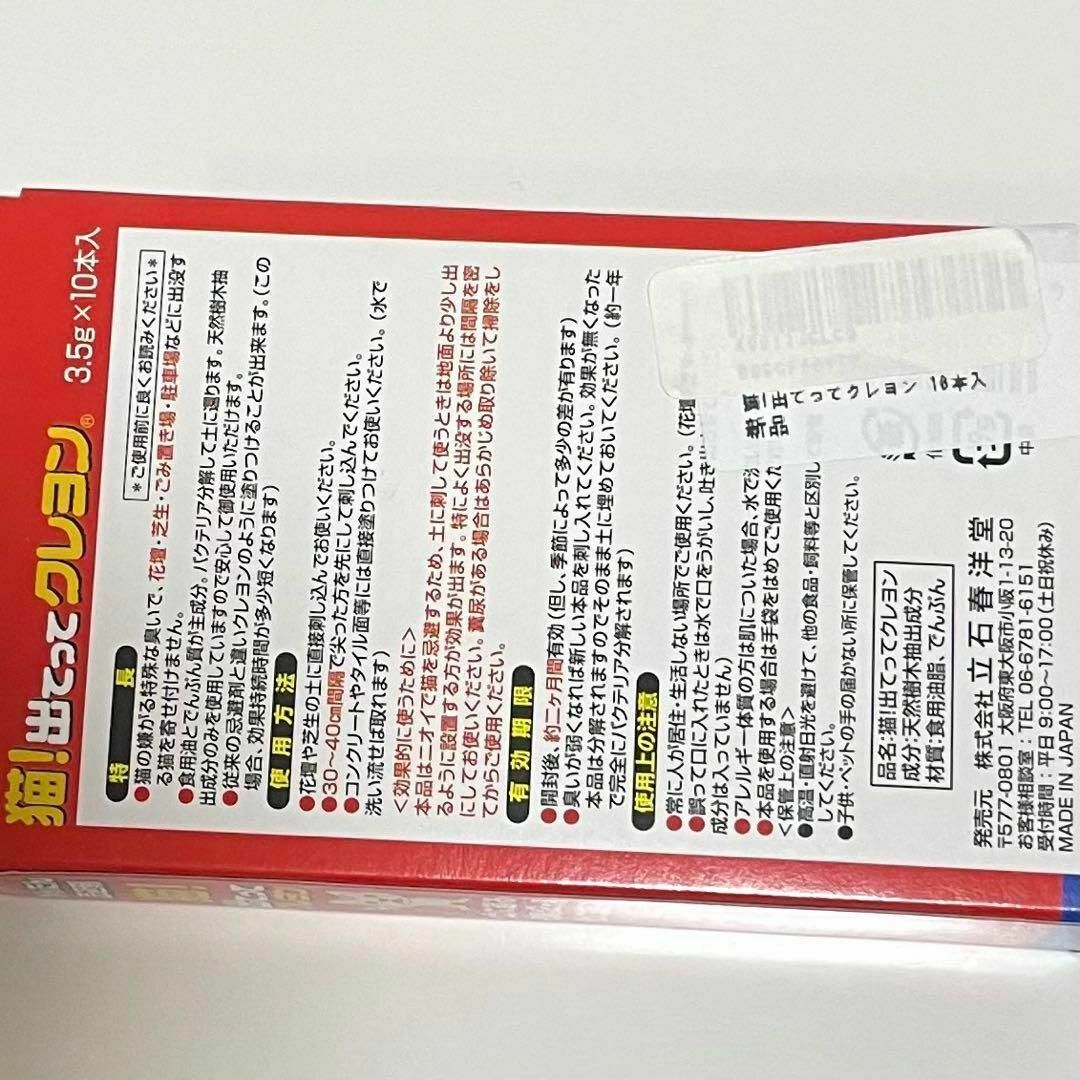 猫!出てってクレヨン®
3.5g×10本入
*ご使用前に良くお読みください*
特長
●猫の嫌がる特殊な臭いで、花壇・芝生・ごみ置き場・駐車場などに出没す
る猫を寄せ付けません。
●食用油とでんぷん質が主成分。バクテリア分解して土に還ります。天然樹木抽
出成分のみを使用していますので安心して御使用いただけます。
●従来の忌避剤と違いクレヨンのように塗りつけることが出来ます。(この
場合、効果持続時間が多少短くなります)
使用方法
●花壇や芝生の土に直接刺し込んでお使いください。
●30~40cm間隔で尖った方を先にして刺し込んでください。
●コンクリートやタイル面等には直接塗りつけてお使いください。(水で
洗い流せば取れます)
<効果的に使うために>
本品はニオイで猫を忌避するため、土に刺して使うときは地面より少し出
るように設置する方が効果が出ます。特によく出没する場所には間隔を密
にしてお使いください。糞尿がある場合はあらかじめ取り除いて掃除をし
てからご使用ください。
有効期限
●開封後、約二ヶ月間有効(但し、季節によって多少の差が有ります)
●臭いが弱くなれば新しい本品を刺し入れてください。効果が無くなった
本品は分解されますのでそのまま土に埋めておいてください。(約一年
で完全にバクテリア分解されます)
使用上の注意
●常に人が居住・生活しない場所でご使用ください。(花壇
●誤って口に入れたときは水で口をうがいし、吐き出
成分は入っていません)
●アレルギー体質の方は肌についた場合、水で洗
●本品を使用する場合は手袋をはめてご使用くだ
<保管上の注意>
●高温・直射日光を避けて、他の食品・飼料等と区別し
してください。
●子供・ペットの手の届かない所に保管してください。
品名:猫!出てってクレヨン
成分:天然樹木抽出成分
材質:食用油脂、でんぷん
発売元 株式会社 立石春洋堂
〒577-0801 大阪府東大阪市小阪1-13-20
お客様相談室:TEL 06-6781-6151
受付時間:平日 9:00~17:00(土日祝休み)
MADE IN JAPAN
出てってクレヨン 10本入